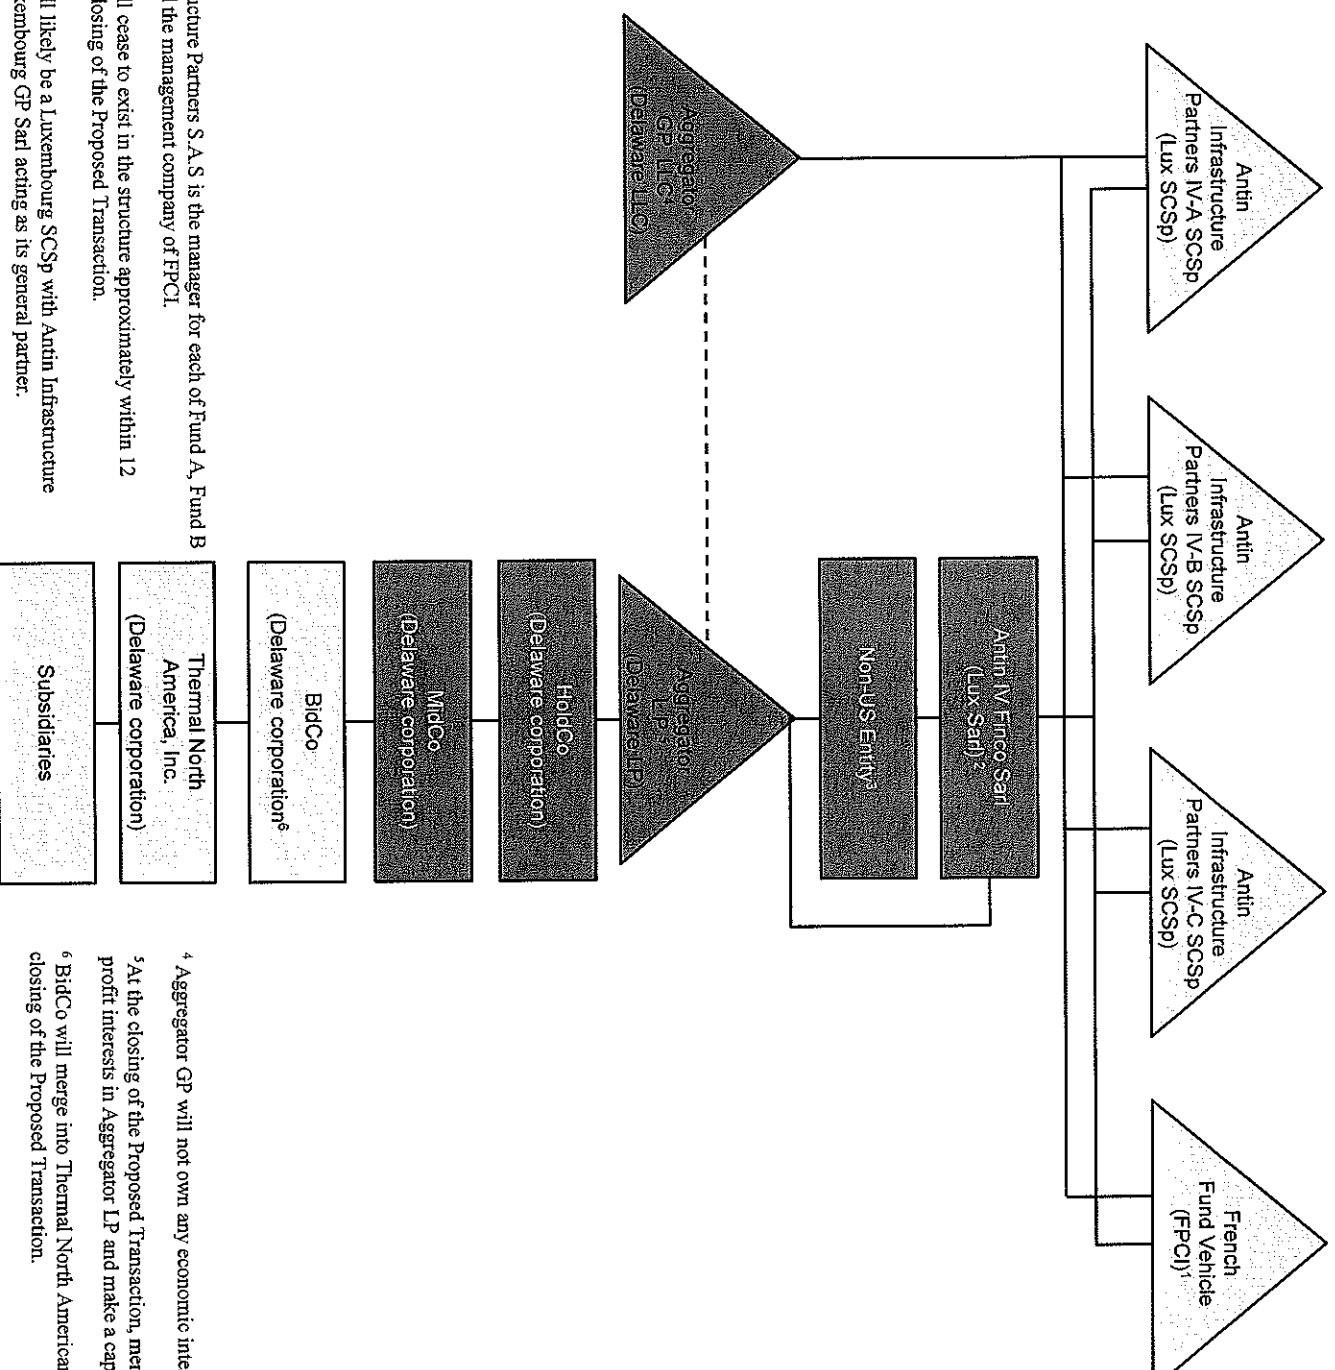 Antin
Infrastructure
Partners IV-A SCSp
(Lux SCSp)
Antin
Infrastructure
Partners IV-B SCSp
(Lux SCSp)
Antin
Infrastructure
Partners IV-C SCSp
(Lux SCSp)
French
Fund Vehicle
(FPCI)¹
Antin IV Finco Sarl
(Lux Sarl) ²
Non-US Entity³
Aggregator
GP LLC⁴
(Delaware LLC)
Aggregator
LP⁵
(Delaware LP)
HoldCo
(Delaware corporation)
MidCo
(Delaware corporation)
BidCo
(Delaware corporation)⁶
Thermal North
America, Inc.
(Delaware corporation)
Subsidiaries
ucture Partners S.A.S is the manager for each of Fund A, Fund B
the management company of FPCI.
ll cease to exist in the structure approximately within 12
losing of the Proposed Transaction.
ll likely be a Luxembourg SCSp with Antin Infrastructure
xembourg GP Sarl acting as its general partner.
⁴ Aggregator GP will not own any economic inte
⁵ At the closing of the Proposed Transaction, mem
profit interests in Aggregator LP and make a cap
⁶ BidCo will merge into Thermal North American
closing of the Proposed Transaction.